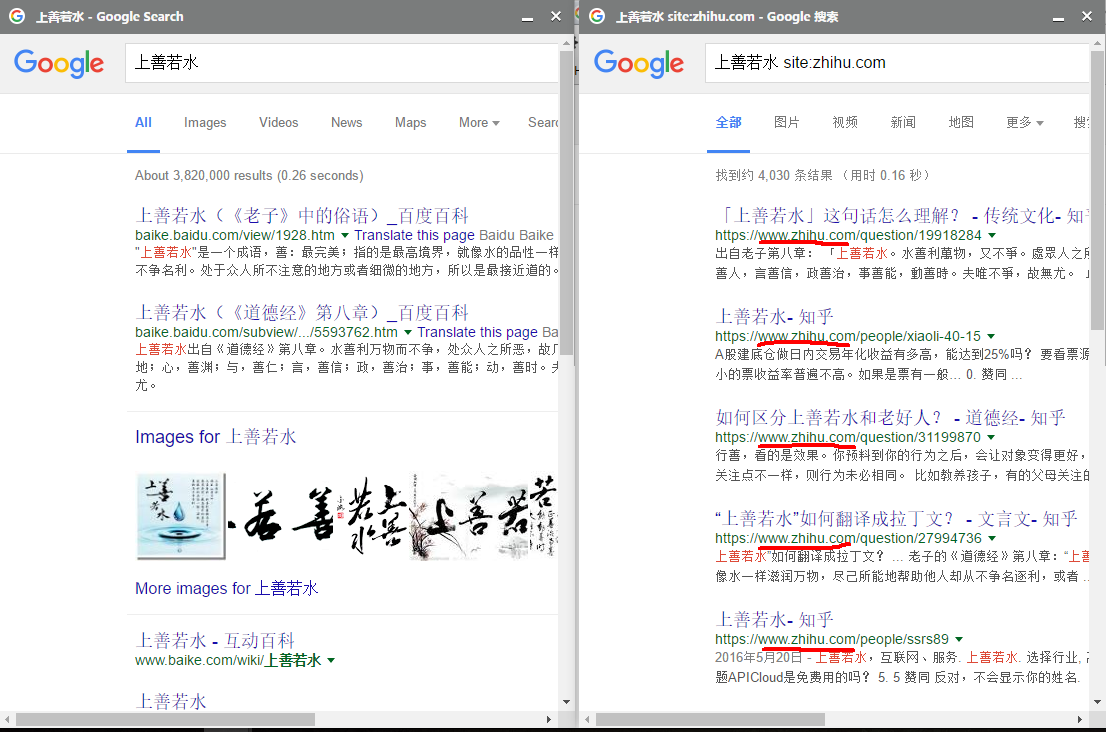 上善若水 - Google Search
Google
上善若水
All Images Videos News Maps More Searc
About 3,820,000 results (0.26 seconds)
上善若水（《老子》中的俗语）_百度百科
baike.baidu.com/view/1928.htm Translate this page Baidu Baike
"上善若水"是一个成语，善：最完美；指的是最高境界，就像水的品性一样
不争名利。处于众人所不注意的地方或者细微的地方，所以是最接近道的。
上善若水（《道德经》第八章）_百度百科
baike.baidu.com/subview/.../5593762.htm Translate this page Ba
上善若水出自《道德经》第八章。水善利万物而不争，处众人之所恶，故
地；心，善渊；与，善仁；言，善信；政，善治；事，善能；动，善时。夫
尤。
Images for 上善若水
上善
若水
若
善
上善
若水
上
善
若
More images for 上善若水
上善若水 - 互动百科
www.baike.com/wiki/上善若水
上善若水
上善若水 site:zhihu.com - Google 搜索
Google
上善若水 site:zhihu.com
全部 图片 视频 新闻 地图 更多 搜
找到约 4,030 条结果 （用时 0.16 秒）
「上善若水」这句话怎么理解？ - 传统文化- 知
https://www.zhihu.com/question/19918284
出自老子第八章：「上善若水。水善利萬物，又不爭。處眾人之所
善人，言善信，政善治，事善能，動善時。夫唯不爭，故無尤。」
上善若水- 知乎
https://www.zhihu.com/people/xiaoli-40-15
A股建底仓做日内交易年化收益有多高，能达到25%吗？ 要看票源
小的票收益率普遍不高。如果是票有一般... 0. 赞同 ...
如何区分上善若水和老好人？ - 道德经- 知乎
https://www.zhihu.com/question/31199870
行善，看的是效果。你预料到你的行为之后，会让对象变得更好，
关注点不一样，则行为未必相同。 比如教养孩子，有的父母关注的
“上善若水”如何翻译成拉丁文？ - 文言文- 知乎
https://www.zhihu.com/question/27994736
上善若水”如何翻译成拉丁文？ ... 老子的《道德经》第八章：“上善
像水一样滋润万物，尽己所能地帮助他人却从不争名逐利，或者 ...
上善若水- 知乎
https://www.zhihu.com/people/ssrs89
2016年5月20日 - 上善若水，互联网、服务. 上善若水. 选择行业,
题APICloud是免费用的吗？ 5. 5 赞同 反对，不会显示你的姓名.